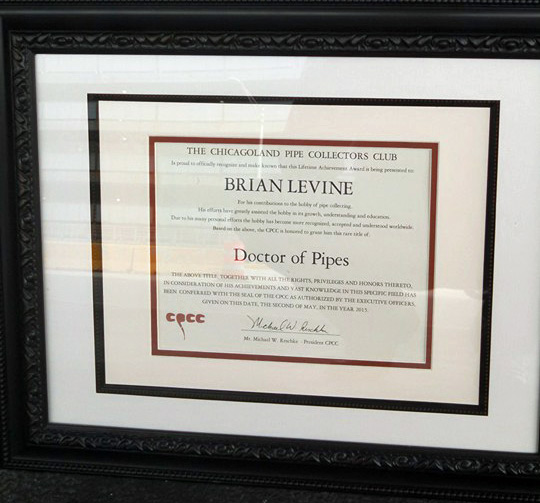 THE CHICAGOLAND PIPE COLLECTORS CLUB
is proud to officially recognize and make known that this Lifetime Achievement Award is being presented to:
BRIAN LEVINE
For his contributions to the hobby of pipe collecting.
His efforts have greatly assisted the hobby in its growth, understanding and education.
Due to his many personal efforts the hobby has become more recognized, accepted and understood worldwide.
Based on the above, the CPCC is honored to grant him this rare title of:
Doctor of Pipes
THE ABOVE TITLE, TOGETHER WITH ALL THE RIGHTS, PRIVILEGES AND HONORS THERETO,
IN CONSIDERATION OF HIS ACHIEVEMENTS AND VAST KNOWLEDGE IN THIS SPECIFIC FIELD HAS
BEEN CONFERRED WITH THE SEAL OF THE CPCC AS AUTHORIZED BY THE EXECUTIVE OFFICERS,
GIVEN ON THIS DATE, THE SECOND OF MAY, IN THE YEAR 2015.
cpcc
Michael W. Reschke
Mr. Michael W. Reschke - President CPCC